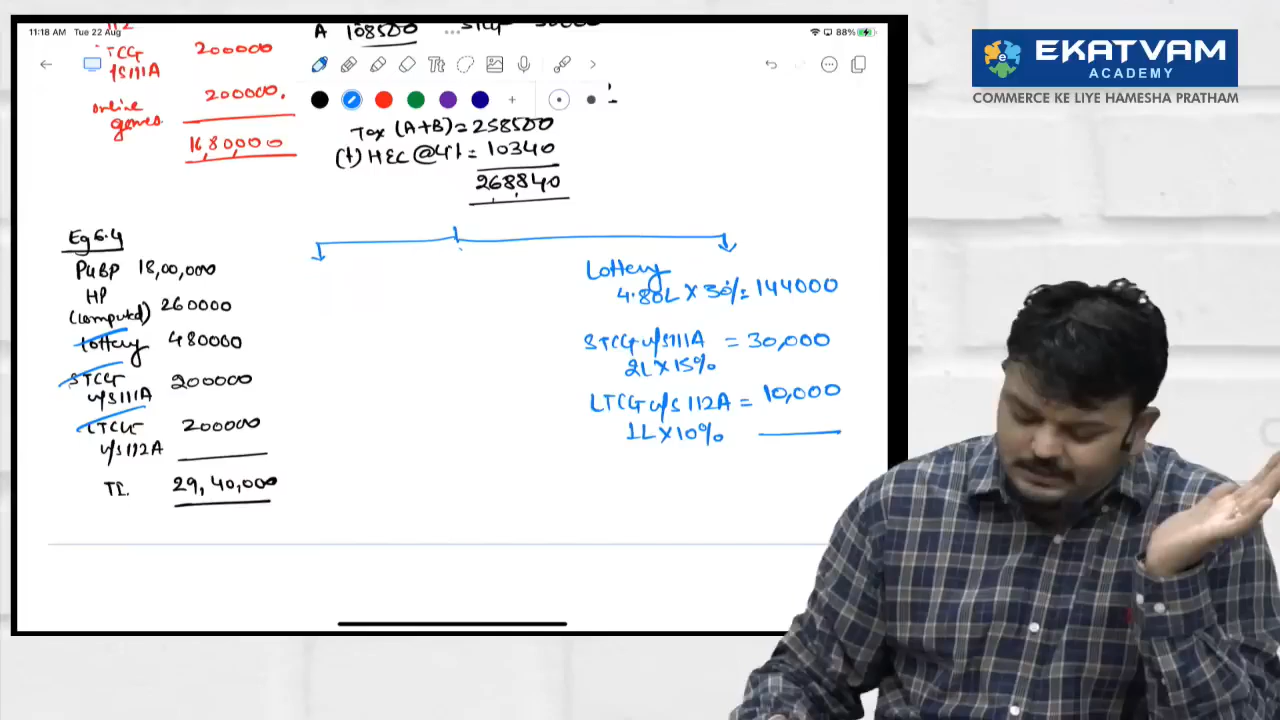 11:18 AM Tue 22 Aug
88%
A 108500
STCG
u/s111A 200000
online
games 200000.
16,80,000
Tax (A+B) = 258500
(+) HEC @4% = 10340
268840
Eg 6.4
PGBP 18,00,000
HP
(computed) 260000
lottery 480000
STCG
u/s111A 200000
LTCG 200000
u/s112A
TI. 29,40,000
Lottery
4.80L X 30% = 144000
STCG u/s111A = 30,000
2L X 15%
LTCG u/s 112A = 10,000
1L X 10%
EKATVAM
ACADEMY
COMMERCE KE LIYE HAMESHA PRATHAM